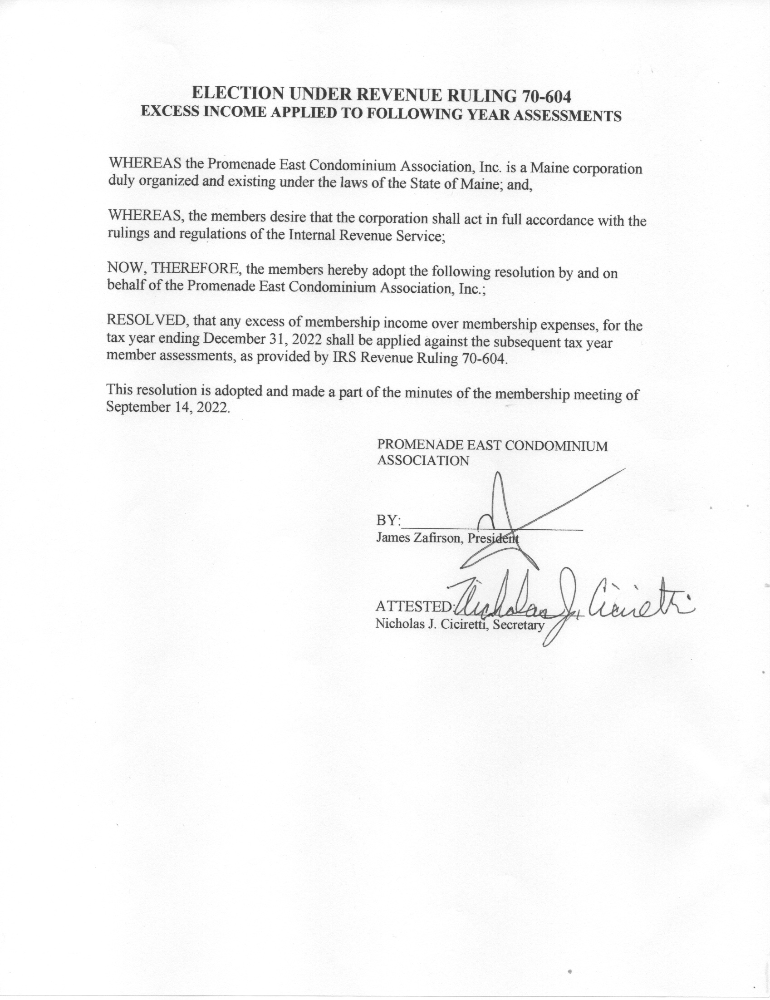 ELECTION UNDER REVENUE RULING 70-604
EXCESS INCOME APPLIED TO FOLLOWING YEAR ASSESSMENTS
WHEREAS the Promenade East Condominium Association, Inc. is a Maine corporation
duly organized and existing under the laws of the State of Maine; and,
WHEREAS, the members desire that the corporation shall act in full accordance with the
rulings and regulations of the Internal Revenue Service;
NOW, THEREFORE, the members hereby adopt the following resolution by and on
behalf of the Promenade East Condominium Association, Inc.;
RESOLVED, that any excess of membership income over membership expenses, for the
tax year ending December 31, 2022 shall be applied against the subsequent tax year
member assessments, as provided by IRS Revenue Ruling 70-604.
This resolution is adopted and made a part of the minutes of the membership meeting of
September 14, 2022.
PROMENADE EAST CONDOMINIUM
ASSOCIATION
BY:
James Zafirson, President
ATTESTED: Nicholas J. Ciciretti
Nicholas J. Ciciretti, Secretary